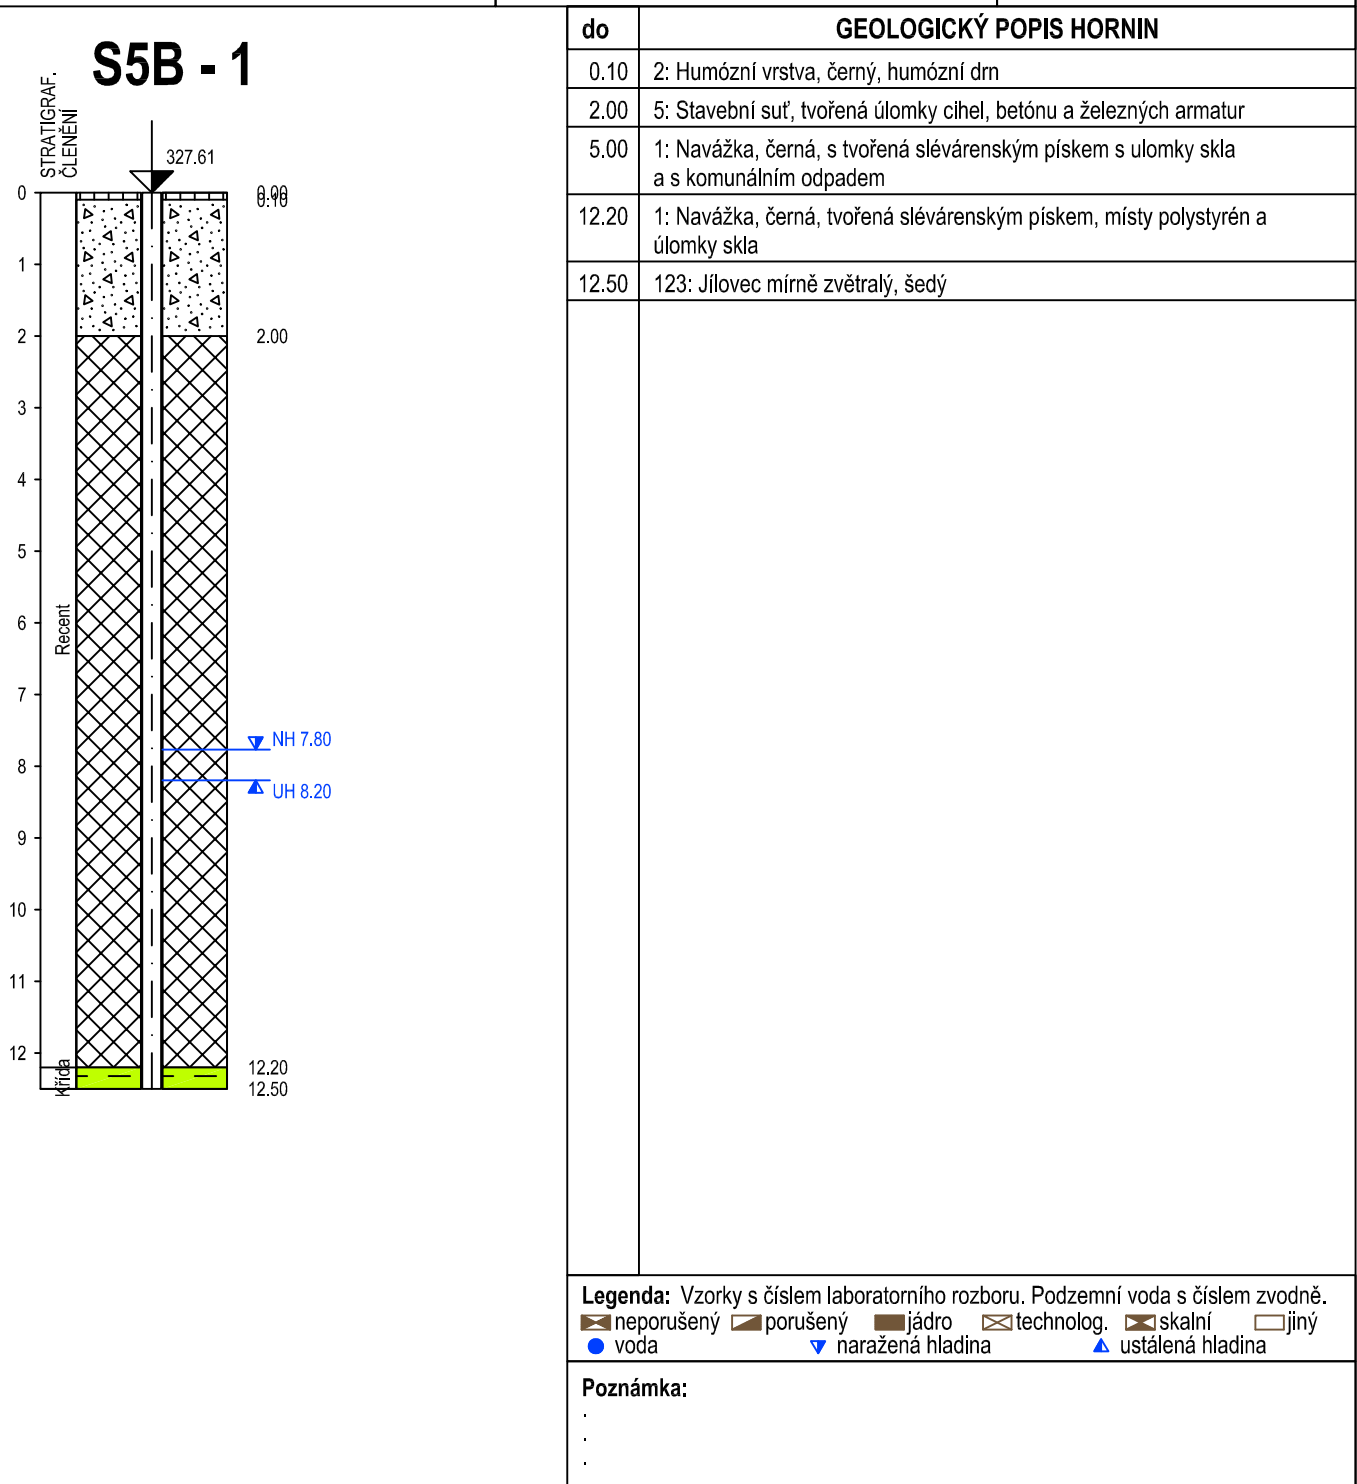 S5B - 1
STRATIGRAF.
ČLENĚNÍ
327.61
0
1
2
3
4
5
6
7
8
9
10
11
12
Recent
Křída
0.00
0.10
2.00
NH 7.80
UH 8.20
12.20
12.50
do GEOLOGICKÝ POPIS HORNIN
0.10 2: Humózní vrstva, černý, humózní drn
2.00 5: Stavební suť, tvořená úlomky cihel, betónu a železných armatur
5.00 1: Navážka, černá, s tvořená slévárenským pískem s ulomky skla
a s komunálním odpadem
12.20 1: Navážka, černá, tvořená slévárenským pískem, místy polystyrén a
úlomky skla
12.50 123: Jílovec mírně zvětralý, šedý
Legenda: Vzorky s číslem laboratorního rozboru. Podzemní voda s číslem zvodně.
neporušený porušený jádro technolog. skalní jiný
voda naražená hladina ustálená hladina
Poznámka:
.
.
.